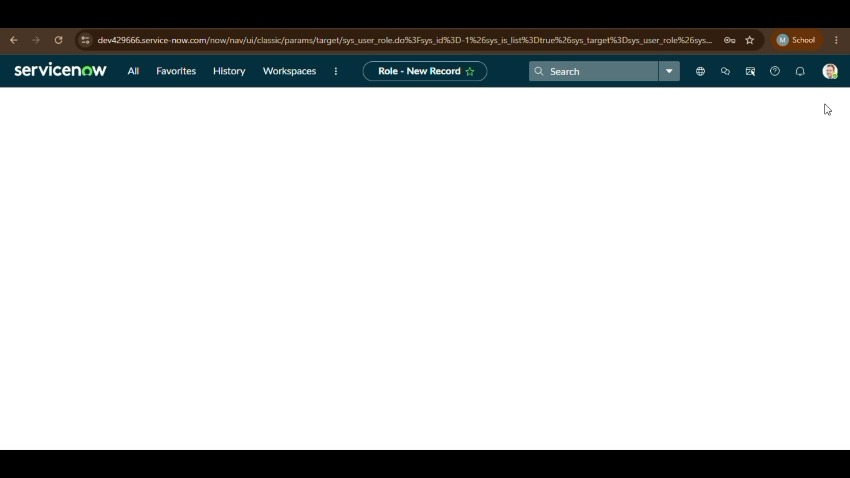 dev429666.service-now.com/now/nav/ui/classic/params/target/sys_user_role.do%3Fsys_id%3D-1%26sys_is_list%3Dtrue%26sys_target%3Dsys_user_role%26sys... M School
servicenow All Favorites History Workspaces Role - New Record Search